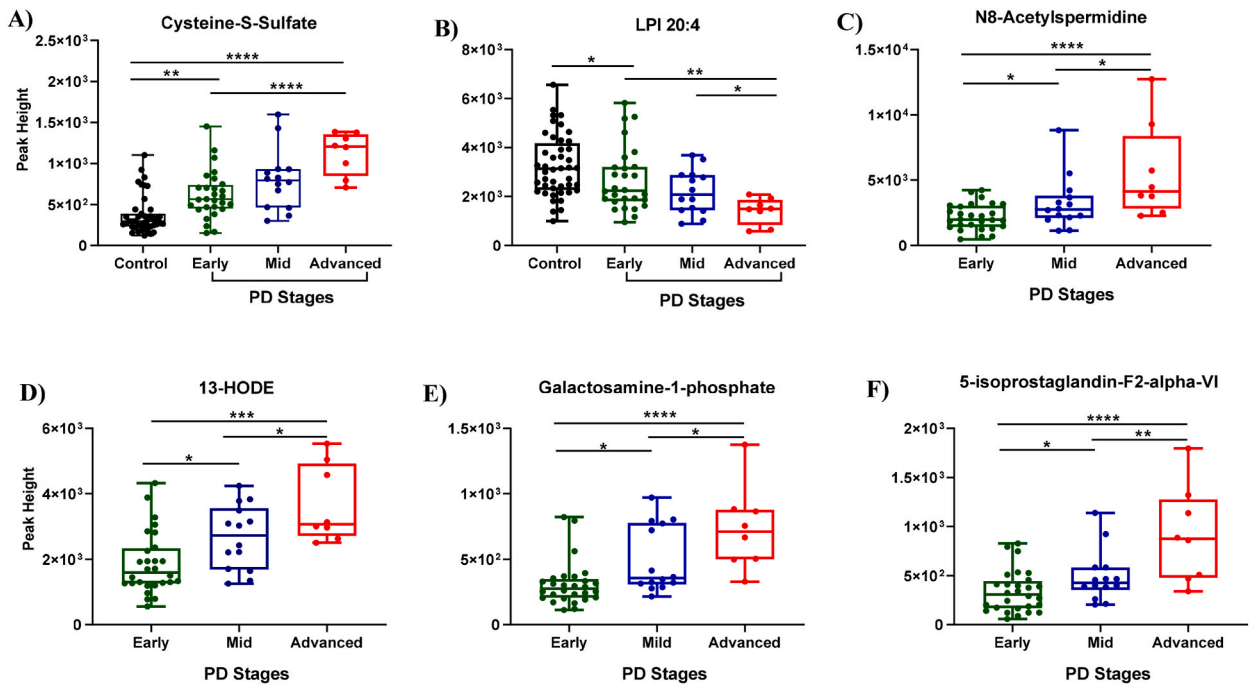 A)
Cysteine-S-Sulfate
Peak Height
2.5×10³
2×10³
1.5×10³
1×10³
5×10²
0
****
**
****
Control Early Mid Advanced
PD Stages
B)
LPI 20:4
8×10³
6×10³
4×10³
2×10³
0
*
**
*
Control Early Mid Advanced
PD Stages
C)
N8-Acetylspermidine
1.5×10⁴
1×10⁴
5×10³
0
****
*
*
Early Mid Advanced
PD Stages
D)
13-HODE
Peak Height
6×10³
4×10³
2×10³
0
***
*
*
Early Mid Advanced
PD Stages
E)
Galactosamine-1-phosphate
1.5×10³
1×10³
5×10²
0
****
*
*
Early Mild Advanced
PD Stages
F)
5-isoprostaglandin-F2-alpha-VI
2×10³
1.5×10³
1×10³
5×10²
0
****
**
*
Early Mid Advanced
PD Stages